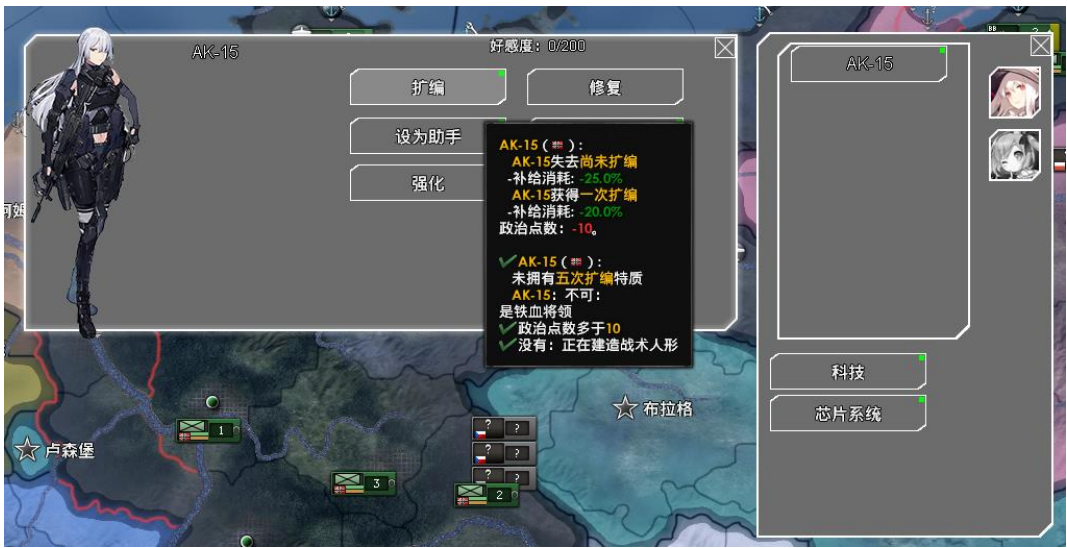 AK-15
好感度：0/200
扩编
修复
设为助手
强化
AK-15 ( ) :
AK-15失去尚未扩编
-补给消耗: -25.0%
AK-15获得一次扩编
-补给消耗: -20.0%
政治点数：-10。
AK-15 ( ) :
未拥有五次扩编特质
AK-15：不可：
是铁血将领
政治点数多于10
没有：正在建造战术人形
AK-15
科技
芯片系统
BB
2
布拉格
卢森堡
1
3
2
? ?
? ?
? ?